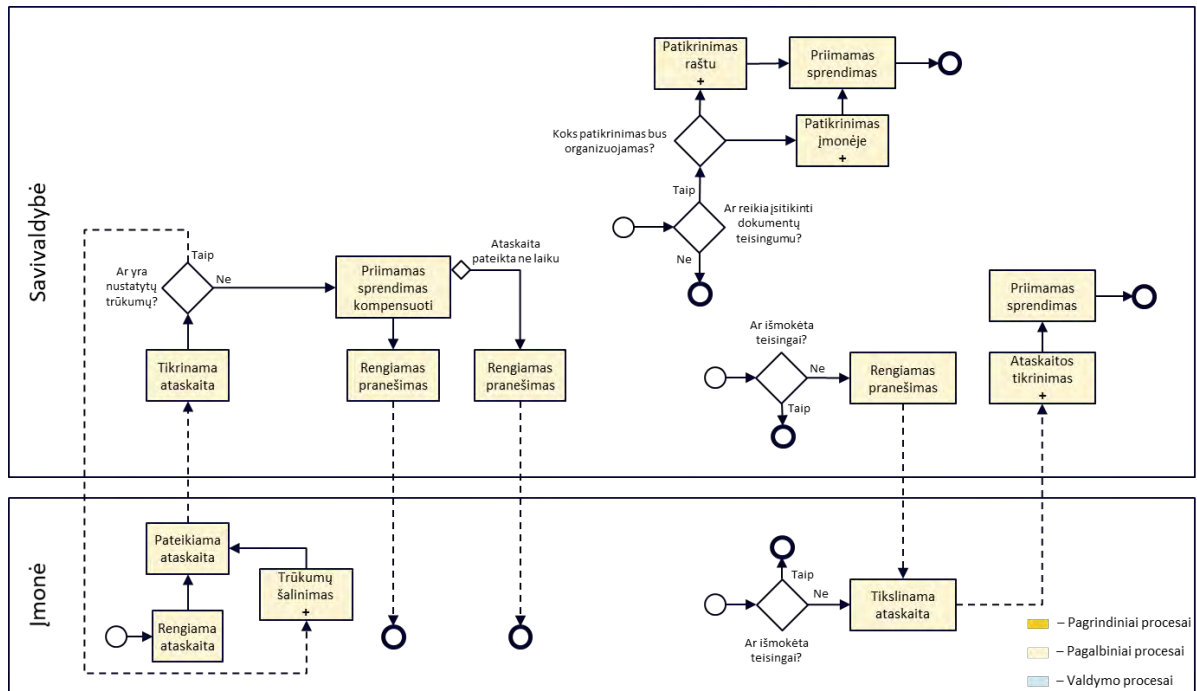 Savivaldybė
Patikrinimas
raštu
+
Priimamas
sprendimas
Koks patikrinimas bus
organizuojamas?
Patikrinimas
įmonėje
+
Taip
Ar reikia įsitikinti
dokumentų
teisingumu?
Ne
Taip
Ar yra
nustatytų
trūkumų?
Ne
Priimamas
sprendimas
kompensuoti
Ataskaita
pateikta ne laiku
Tikrinama
ataskaita
Rengiamas
pranešimas
Rengiamas
pranešimas
Ar išmokėta
teisingai?
Ne
Taip
Rengiamas
pranešimas
Priimamas
sprendimas
Ataskaitos
tikrinimas
+
Įmonė
Pateikiama
ataskaita
Trūkumų
šalinimas
+
Rengiama
ataskaita
Taip
Ne
Ar išmokėta
teisingai?
Tikslinama
ataskaita
– Pagrindiniai procesai
– Pagalbiniai procesai
– Valdymo procesai